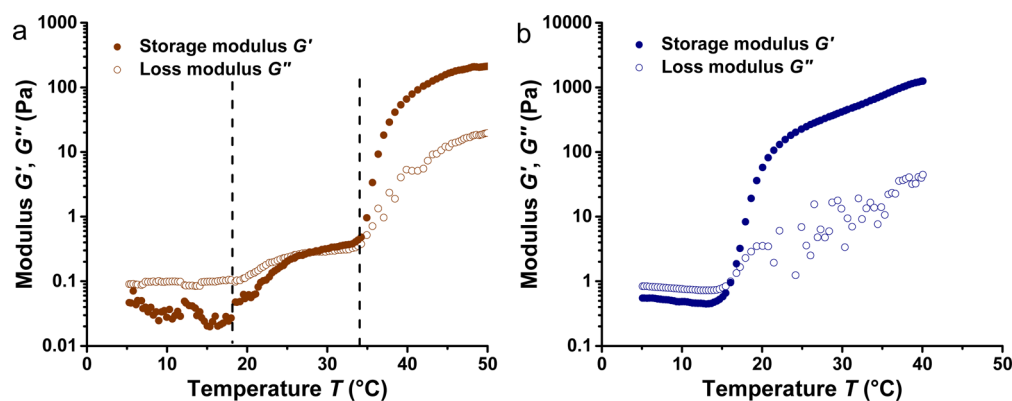 a
Storage modulus G′
Loss modulus G″
Modulus G′, G″ (Pa)
1000
100
10
1
0.1
0.01
0
10
20
30
40
50
Temperature T (°C)
b
Storage modulus G′
Loss modulus G″
Modulus G′, G″ (Pa)
10000
1000
100
10
1
0.1
0
10
20
30
40
50
Temperature T (°C)